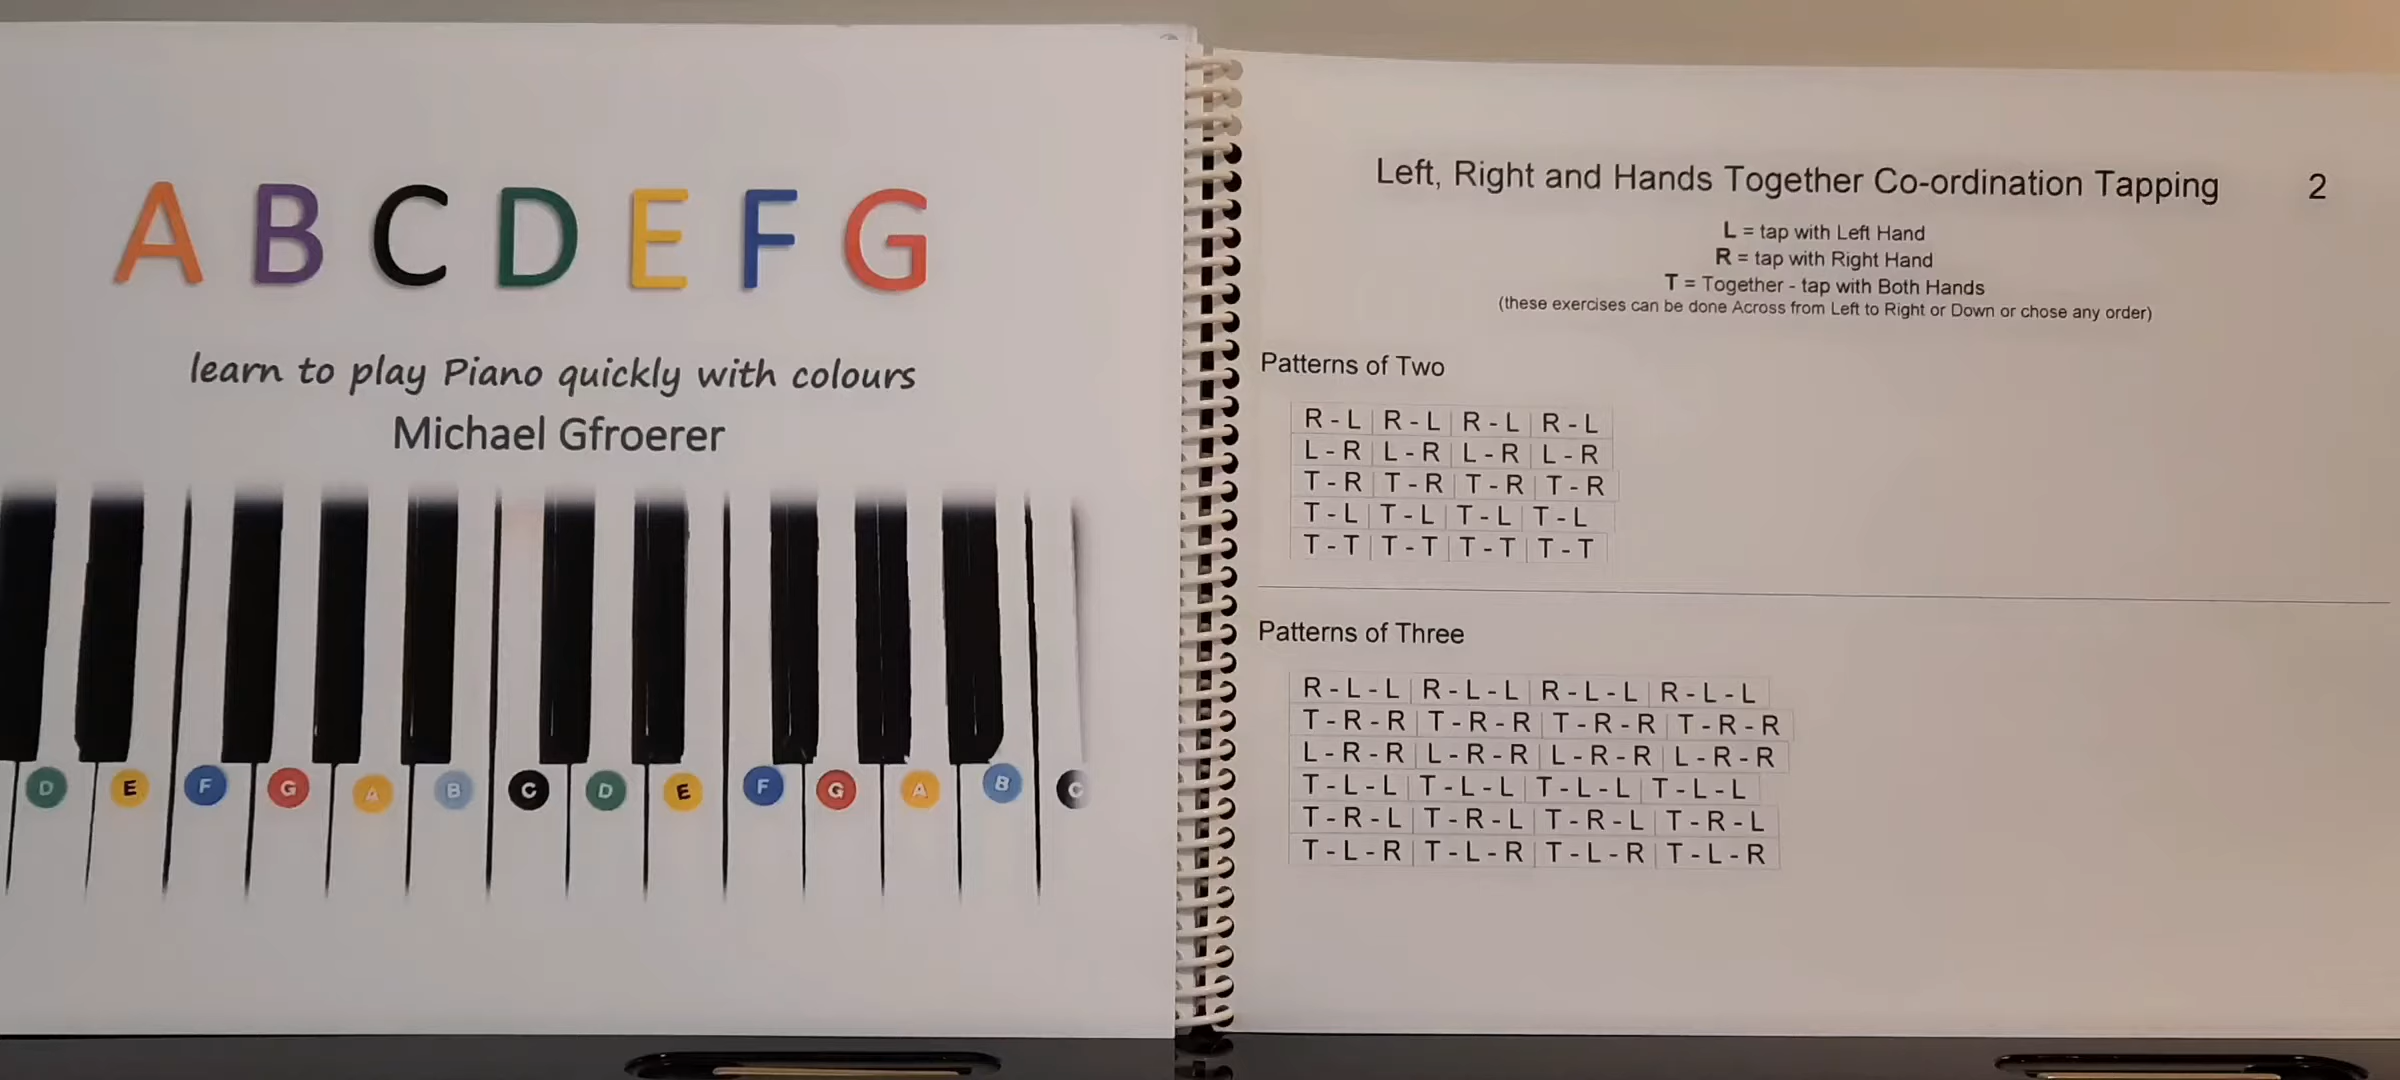 A B C D E F G
learn to play Piano quickly with colours
Michael Gfroerer
D E F G A B C D E F G A B C
Left, Right and Hands Together Co-ordination Tapping 2
L = tap with Left Hand
R = tap with Right Hand
T = Together - tap with Both Hands
(these exercises can be done Across from Left to Right or Down or chose any order)
Patterns of Two
R - L | R - L | R - L | R - L
L - R | L - R | L - R | L - R
T - R | T - R | T - R | T - R
T - L | T - L | T - L | T - L
T - T | T - T | T - T | T - T
Patterns of Three
R - L - L | R - L - L | R - L - L | R - L - L
T - R - R | T - R - R | T - R - R | T - R - R
L - R - R | L - R - R | L - R - R | L - R - R
T - L - L | T - L - L | T - L - L | T - L - L
T - R - L | T - R - L | T - R - L | T - R - L
T - L - R | T - L - R | T - L - R | T - L - R